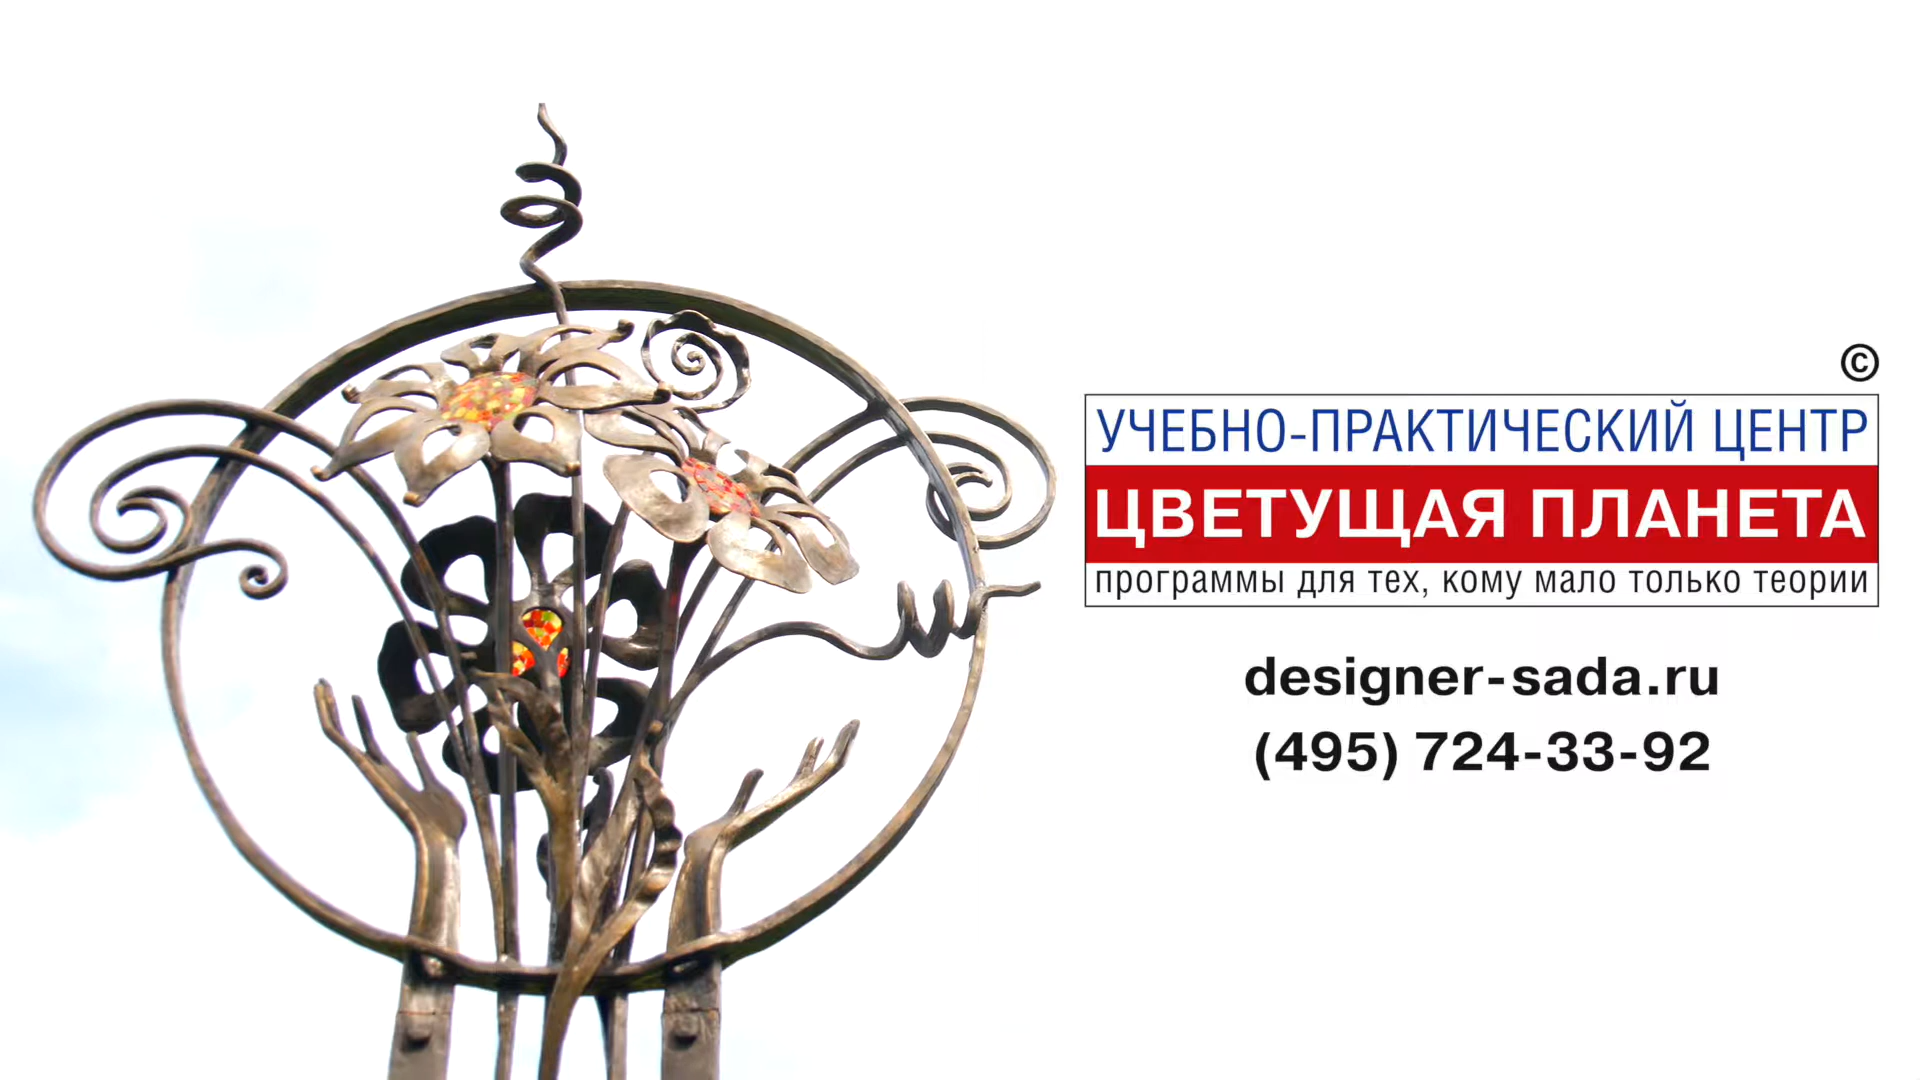 ©
УЧЕБНО-ПРАКТИЧЕСКИЙ ЦЕНТР
ЦВЕТУЩАЯ ПЛАНЕТА
программы для тех, кому мало только теории
designer-sada.ru
(495) 724-33-92